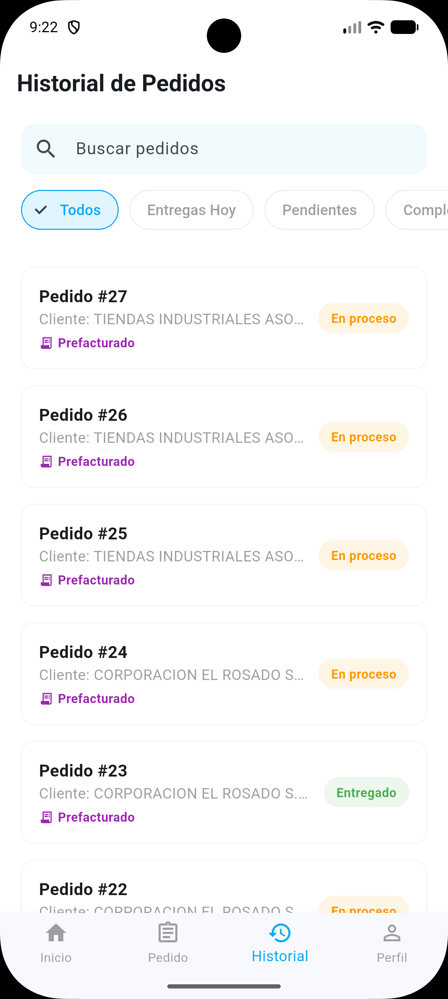 9:22
Historial de Pedidos
Buscar pedidos
Todos
Entregas Hoy
Pendientes
Compl
Pedido #27
Cliente: TIENDAS INDUSTRIALES ASO...
En proceso
Prefacturado
Pedido #26
Cliente: TIENDAS INDUSTRIALES ASO...
En proceso
Prefacturado
Pedido #25
Cliente: TIENDAS INDUSTRIALES ASO...
En proceso
Prefacturado
Pedido #24
Cliente: CORPORACION EL ROSADO S...
En proceso
Prefacturado
Pedido #23
Cliente: CORPORACION EL ROSADO S....
Entregado
Prefacturado
Pedido #22
Cliente: CORPORACION EL ROSADO S
En proceso
Inicio
Pedido
Historial
Perfil